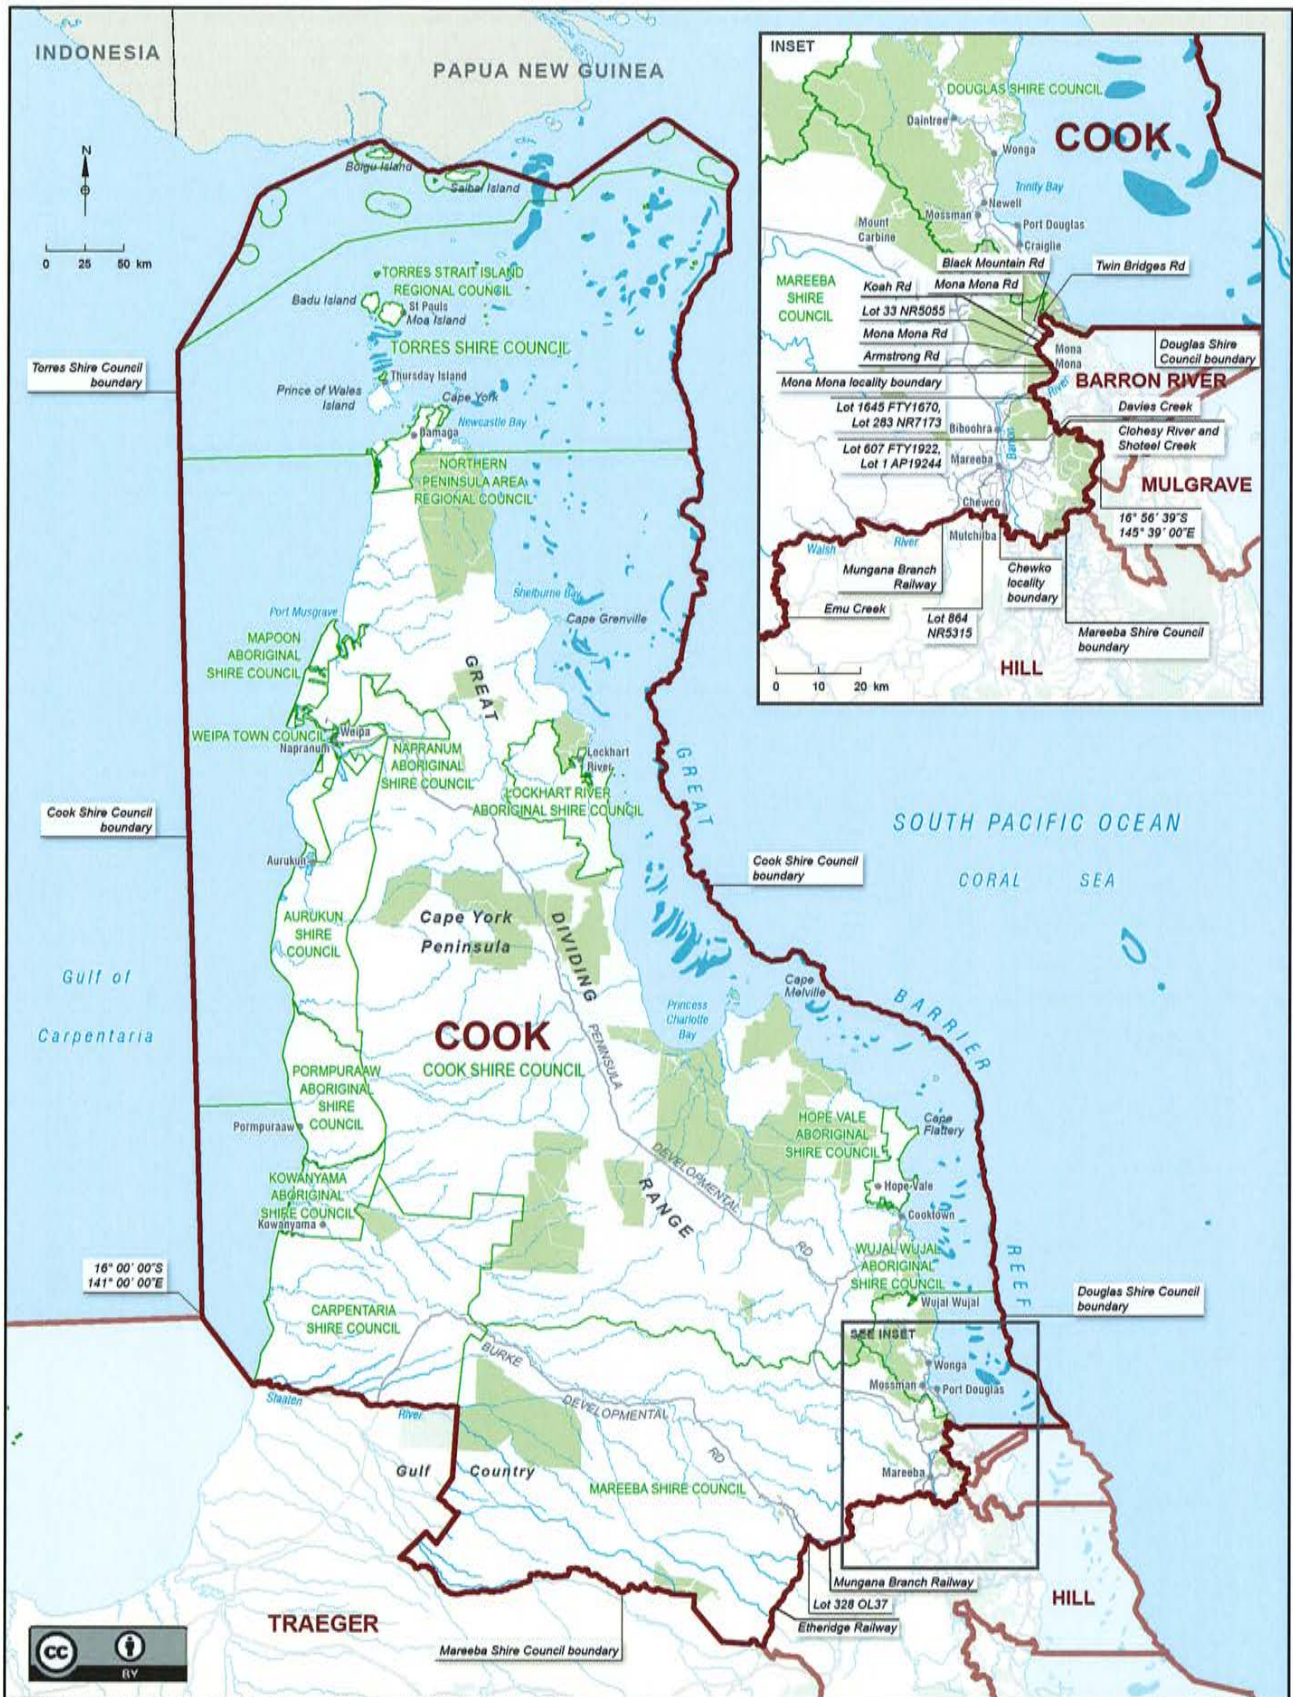 INDONESIA
PAPUA NEW GUINEA
N
0 25 50 km
Boigu Island
Saibai Island
TORRES STRAIT ISLAND
REGIONAL COUNCIL
Badu Island
St Pauls
Moa Island
TORRES SHIRE COUNCIL
Torres Shire Council
boundary
Thursday Island
Prince of Wales
Island
Cape York
Newcastle Bay
Bamaga
NORTHERN
PENINSULA AREA
REGIONAL COUNCIL
Shelburne Bay
Port Musgrave
Cape Grenville
MAPOON
ABORIGINAL
SHIRE COUNCIL
GREAT
WEIPA TOWN COUNCIL
Weipa
Napranum
NAPRANUM
ABORIGINAL
SHIRE COUNCIL
Lockhart
River
LOCKHART RIVER
ABORIGINAL SHIRE COUNCIL
GREAT
Cook Shire Council
boundary
SOUTH PACIFIC OCEAN
CORAL SEA
Cook Shire Council
boundary
Aurukun
AURUKUN
SHIRE
COUNCIL
Cape York
Peninsula
DIVIDING
Gulf of
Carpentaria
Cape
Melville
BARRIER
Princess
Charlotte
Bay
COOK
COOK SHIRE COUNCIL
PENINSULA
PORMPURAAW
ABORIGINAL
SHIRE
COUNCIL
Pormpuraaw
HOPE VALE
ABORIGINAL
SHIRE COUNCIL
Cape
Flattery
DEVELOPMENTAL
Hope Vale
KOWANYAMA
ABORIGINAL
SHIRE COUNCIL
Kowanyama
RANGE
Cooktown
RD
REEF
WUJAL WUJAL
ABORIGINAL
SHIRE COUNCIL
Wujal Wujal
16° 00' 00"S
141° 00' 00"E
Douglas Shire Council
boundary
CARPENTARIA
SHIRE COUNCIL
SEE INSET
BURKE
Wonga
Mossman
Port Douglas
Staaten
River
DEVELOPMENTAL
RD
Gulf Country
Mareeba
MAREEBA SHIRE COUNCIL
Mungana Branch Railway
Lot 328 OL37
Etheridge Railway
HILL
TRAEGER
Mareeba Shire Council boundary
cc
BY
INSET
DOUGLAS SHIRE COUNCIL
COOK
Daintree
Wonga
Trinity Bay
Newell
Mossman
Port Douglas
Mount
Carbine
Craiglie
Black Mountain Rd
Twin Bridges Rd
MAREEBA
SHIRE
COUNCIL
Koah Rd
Mona Mona Rd
Lot 33 NR5055
Mona Mona Rd
Armstrong Rd
Mona
Mona
Douglas Shire
Council boundary
Mona Mona locality boundary
BARRON RIVER
River
Lot 1645 FTY1670,
Lot 283 NR7173
Davies Creek
Biboohra
Barron
Clohesy River and
Shoteel Creek
Lot 607 FTY1922,
Lot 1 AP19244
Mareeba
MULGRAVE
Chewco
16° 56' 39"S
145° 39' 00"E
Walsh
River
Mutchilba
Mungana Branch
Railway
Chewko
locality
boundary
Emu Creek
Lot 864
NR5315
Mareeba Shire Council
boundary
HILL
0 10 20 km